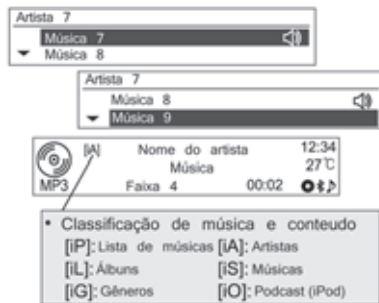 Artista 7
Música 7
Música 8
Artista 7
Música 8
Música 9
[iA] Nome do artista 12:34
Música 27°C
MP3 Faixa 4 00:02
• Classificação de música e conteudo
[iP]: Lista de músicas [iA]: Artistas
[iL]: Álbuns [iS]: Músicas
[iG]: Gêneros [iO]: Podcast (iPod)